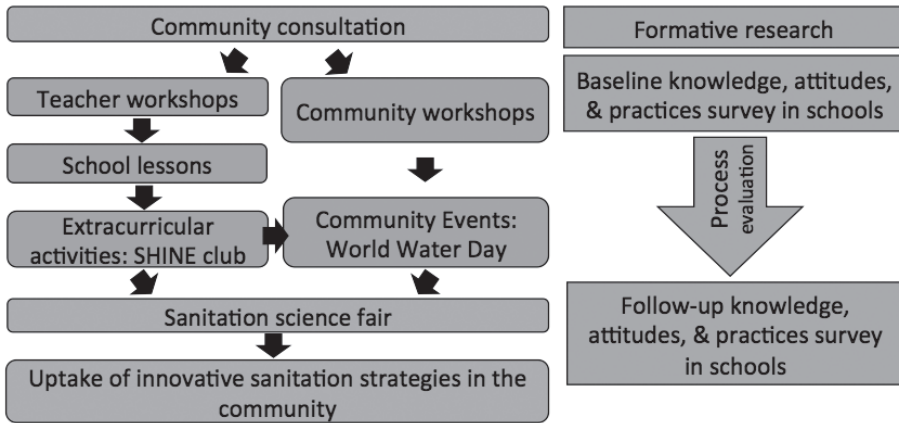 Community consultation
Teacher workshops
Community workshops
School lessons
Extracurricular
activities: SHINE club
Community Events:
World Water Day
Sanitation science fair
Uptake of innovative sanitation strategies in the
community
Formative research
Baseline knowledge, attitudes,
& practices survey in schools
Process
evaluation
Follow-up knowledge,
attitudes, & practices survey
in schools